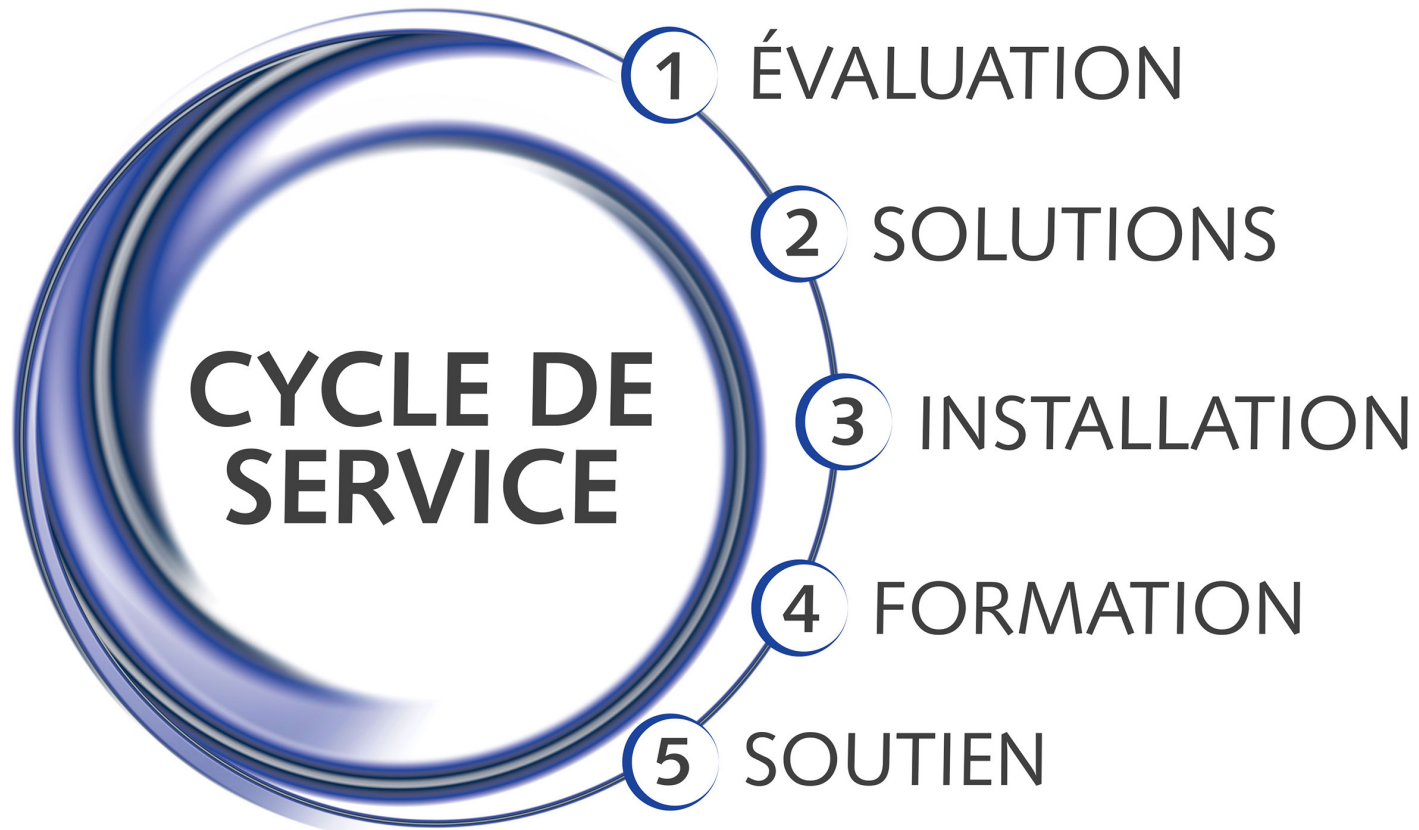 CYCLE DE
SERVICE
1 ÉVALUATION
2 SOLUTIONS
3 INSTALLATION
4 FORMATION
5 SOUTIEN